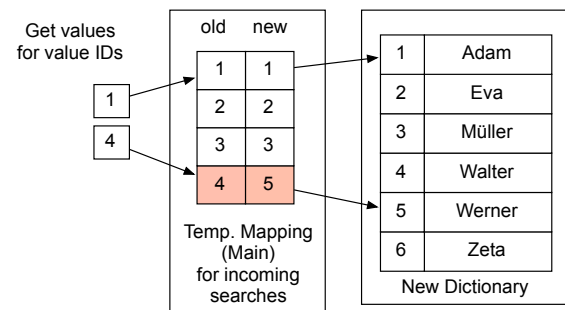 Get values
for value IDs
1
4
old new
1 1
2 2
3 3
4 5
Temp. Mapping
(Main)
for incoming
searches
1 Adam
2 Eva
3 Müller
4 Walter
5 Werner
6 Zeta
New Dictionary